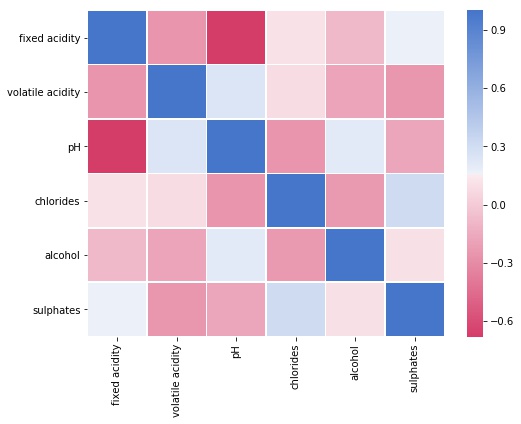 fixed acidity
volatile acidity
pH
chlorides
alcohol
sulphates
fixed acidity
volatile acidity
pH
chlorides
alcohol
sulphates
0.9
0.6
0.3
0.0
−0.3
−0.6